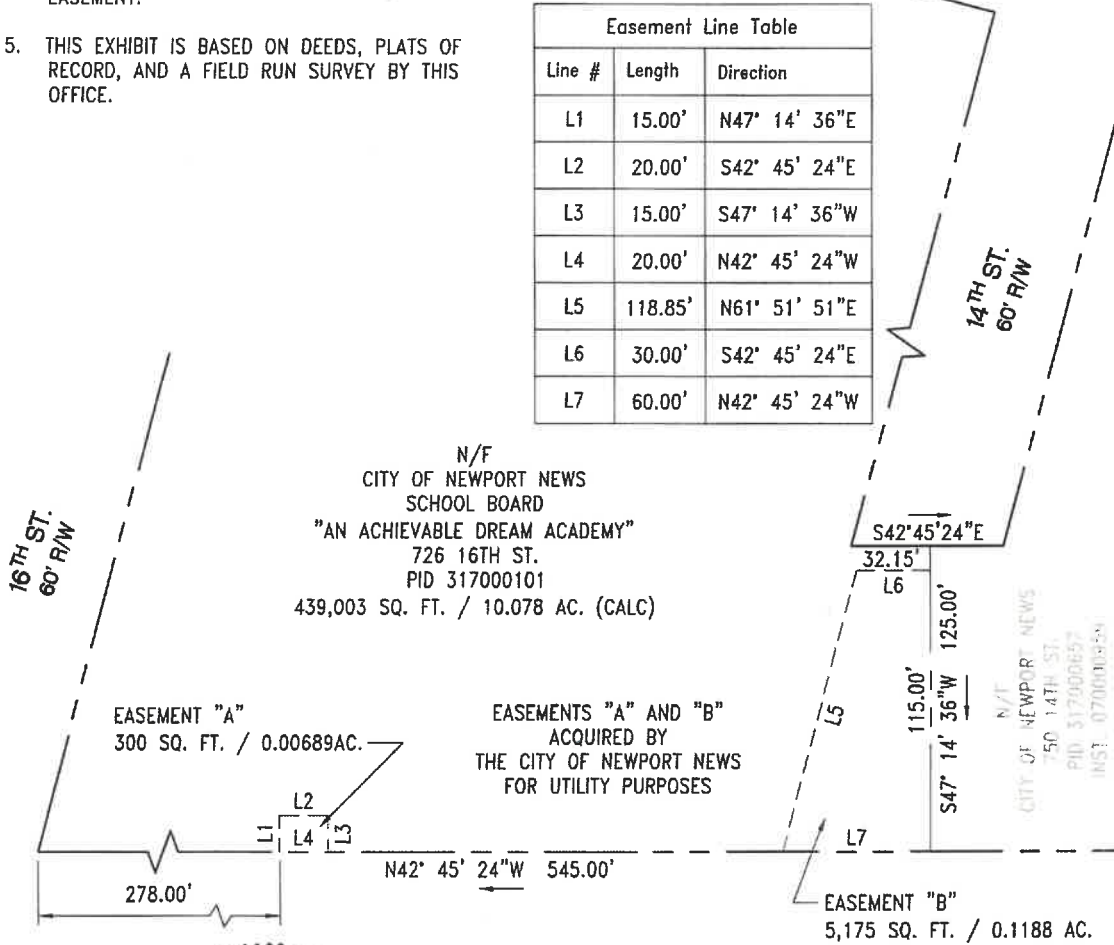 EASEMENT.
5. THIS EXHIBIT IS BASED ON DEEDS, PLATS OF
RECORD, AND A FIELD RUN SURVEY BY THIS
OFFICE.
Easement Line Table
Line # Length Direction
L1 15.00' N47° 14' 36"E
L2 20.00' S42° 45' 24"E
L3 15.00' S47° 14' 36"W
L4 20.00' N42° 45' 24"W
L5 118.85' N61° 51' 51"E
L6 30.00' S42° 45' 24"E
L7 60.00' N42° 45' 24"W
14TH ST.
60' R/W
16TH ST.
60' R/W
N/F
CITY OF NEWPORT NEWS
SCHOOL BOARD
"AN ACHIEVABLE DREAM ACADEMY"
726 16TH ST.
PID 317000101
439,003 SQ. FT. / 10.078 AC. (CALC)
S42°45'24"E
32.15'
L6
125.00'
115.00'
S47° 14' 36"W
L5
N/F
CITY OF NEWPORT NEWS
750 14TH ST.
PID 317000657
INST.
EASEMENT "A"
300 SQ. FT. / 0.00689AC.
EASEMENTS "A" AND "B"
ACQUIRED BY
THE CITY OF NEWPORT NEWS
FOR UTILITY PURPOSES
L2
L1
L4
L3
L7
N42° 45' 24"W 545.00'
278.00'
EASEMENT "B"
5,175 SQ. FT. / 0.1188 AC.